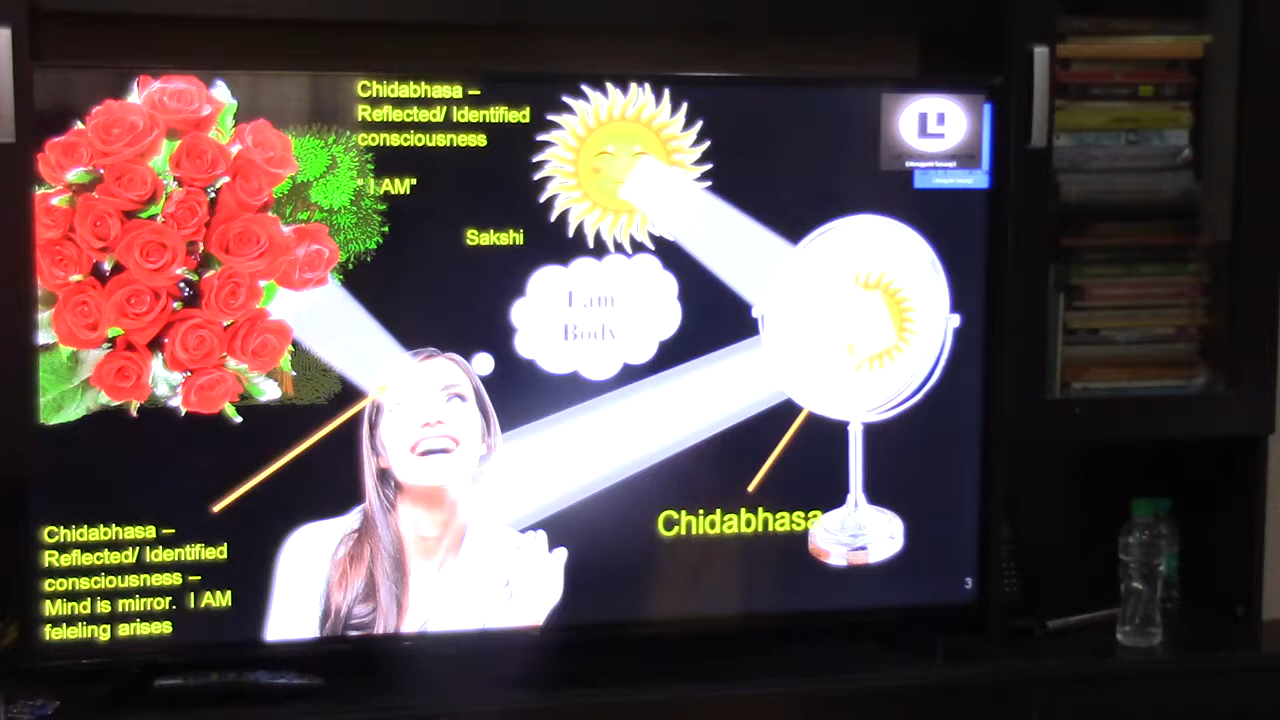 Chidabhasa –
Reflected/ Identified
consciousness
" I AM"
Sakshi
I am
Body
Chidabhasa
Chidabhasa –
Reflected/ Identified
consciousness –
Mind is mirror.  I AM
feleling arises
3